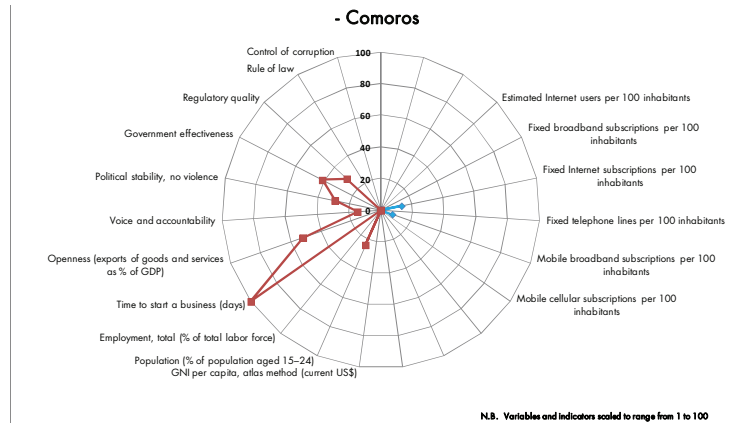 - Comoros
Control of corruption
Rule of law
Regulatory quality
Government effectiveness
Political stability, no violence
Voice and accountability
Openness (exports of goods and services
as % of GDP)
Time to start a business (days)
Employment, total (% of total labor force)
Population (% of population aged 15–24)
GNI per capita, atlas method (current US$)
100
80
60
40
20
0
Estimated Internet users per 100 inhabitants
Fixed broadband subscriptions per 100
inhabitants
Fixed Internet subscriptions per 100
inhabitants
Fixed telephone lines per 100 inhabitants
Mobile broadband subscriptions per 100
inhabitants
Mobile cellular subscriptions per 100
inhabitants
N.B. Variables and indicators scaled to range from 1 to 100